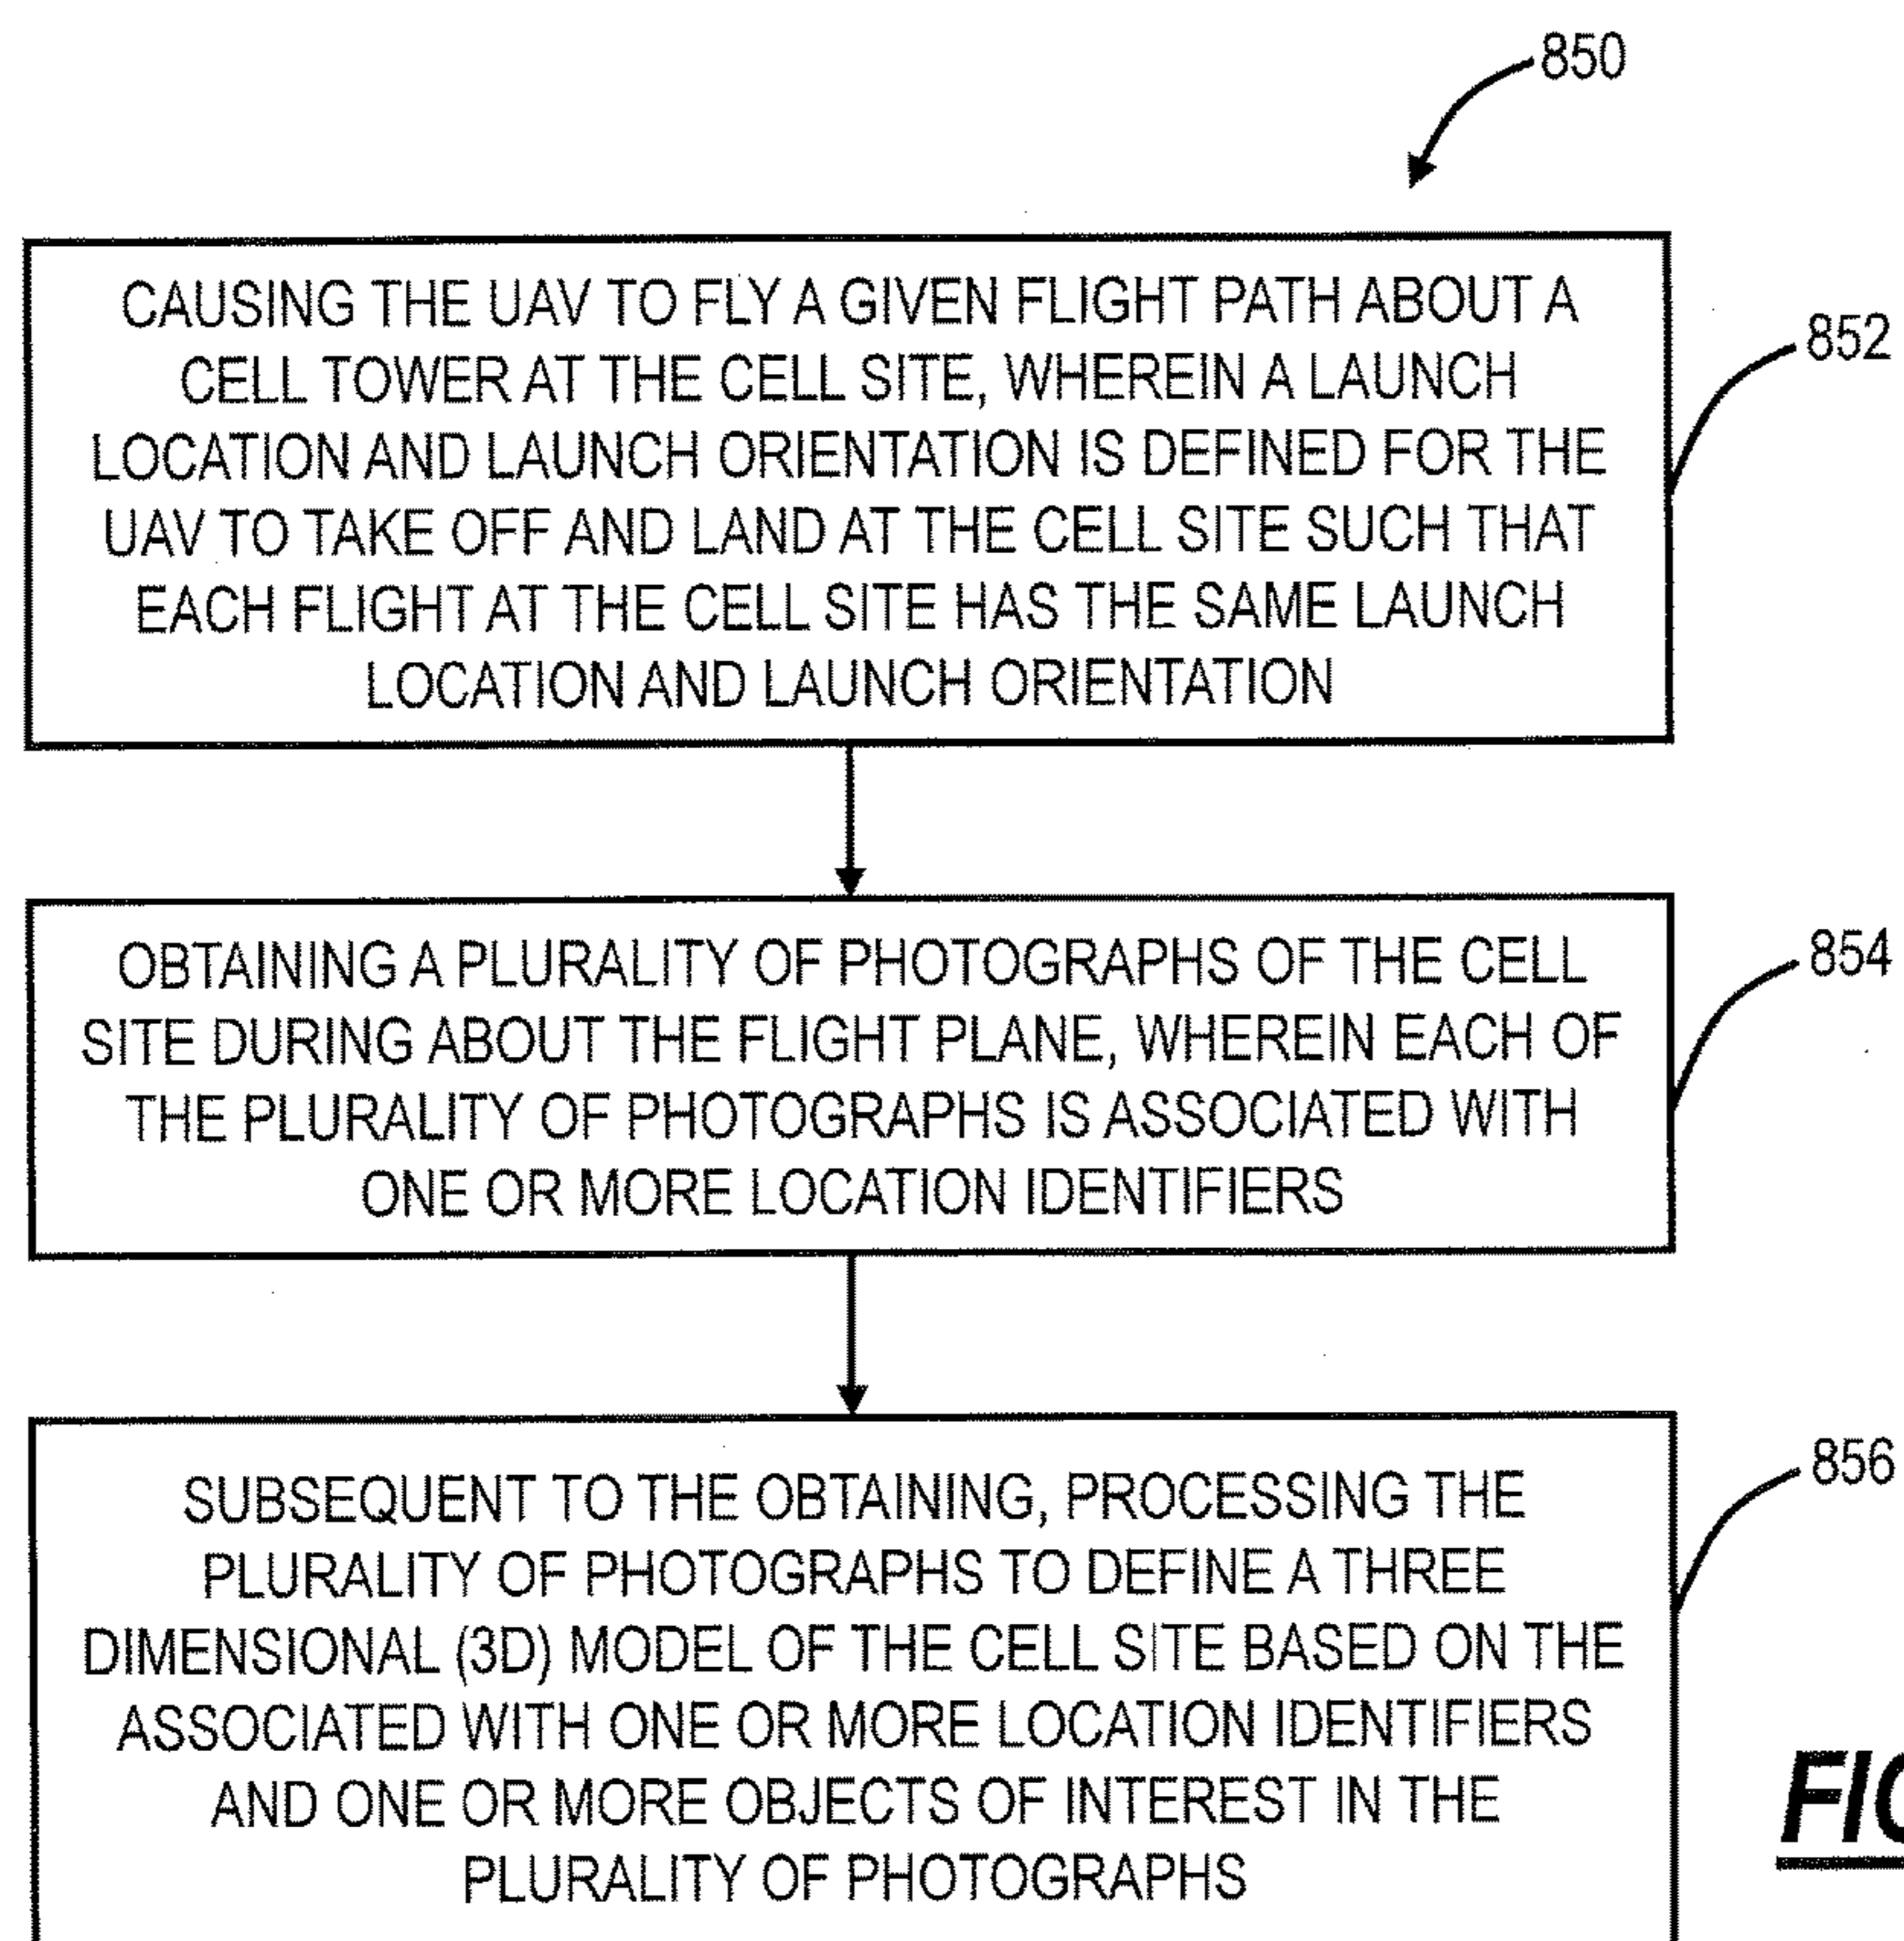 850
CAUSING THE UAV TO FLY A GIVEN FLIGHT PATH ABOUT A
CELL TOWER AT THE CELL SITE, WHEREIN A LAUNCH
LOCATION AND LAUNCH ORIENTATION IS DEFINED FOR THE
UAV TO TAKE OFF AND LAND AT THE CELL SITE SUCH THAT
EACH FLIGHT AT THE CELL SITE HAS THE SAME LAUNCH
LOCATION AND LAUNCH ORIENTATION
852
OBTAINING A PLURALITY OF PHOTOGRAPHS OF THE CELL
SITE DURING ABOUT THE FLIGHT PLANE, WHEREIN EACH OF
THE PLURALITY OF PHOTOGRAPHS IS ASSOCIATED WITH
ONE OR MORE LOCATION IDENTIFIERS
854
SUBSEQUENT TO THE OBTAINING, PROCESSING THE
PLURALITY OF PHOTOGRAPHS TO DEFINE A THREE
DIMENSIONAL (3D) MODEL OF THE CELL SITE BASED ON THE
ASSOCIATED WITH ONE OR MORE LOCATION IDENTIFIERS
AND ONE OR MORE OBJECTS OF INTEREST IN THE
PLURALITY OF PHOTOGRAPHS
856